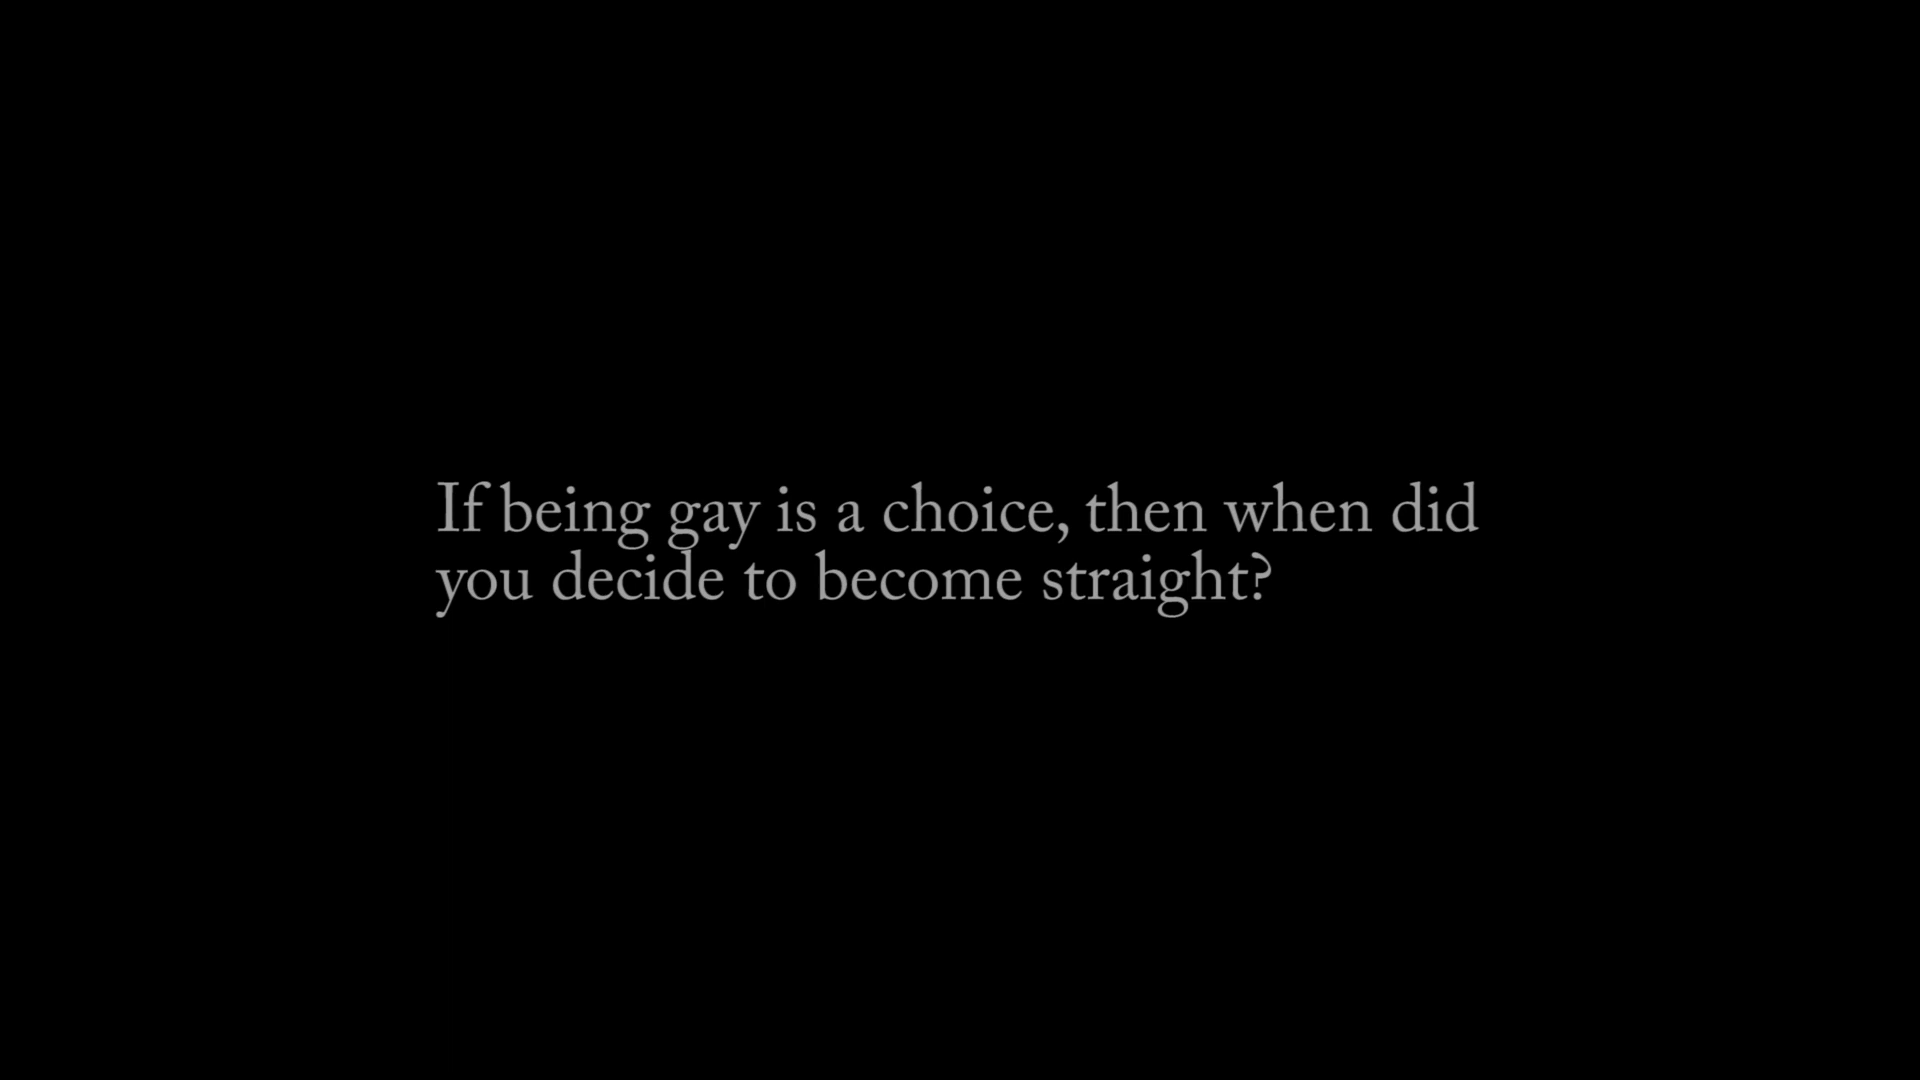 If being gay is a choice, then when did
you decide to become straight?